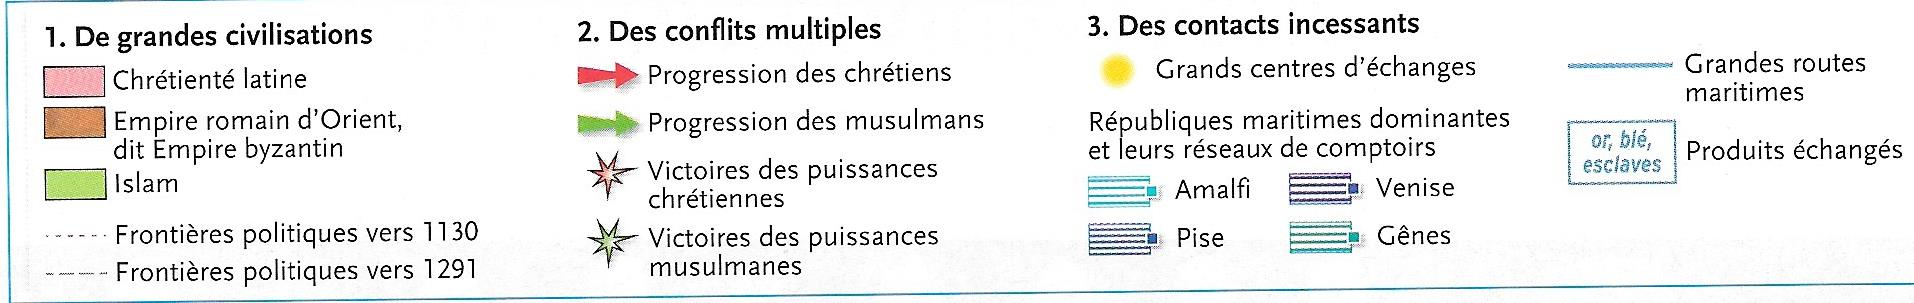 1. De grandes civilisations
Chrétienté latine
Empire romain d'Orient,
dit Empire byzantin
Islam
Frontières politiques vers 1130
Frontières politiques vers 1291
2. Des conflits multiples
Progression des chrétiens
Progression des musulmans
Victoires des puissances
chrétiennes
Victoires des puissances
musulmanes
3. Des contacts incessants
Grands centres d'échanges
Républiques maritimes dominantes
et leurs réseaux de comptoirs
Amalfi
Venise
Pise
Gênes
Grandes routes
maritimes
or, blé,
esclaves
Produits échangés